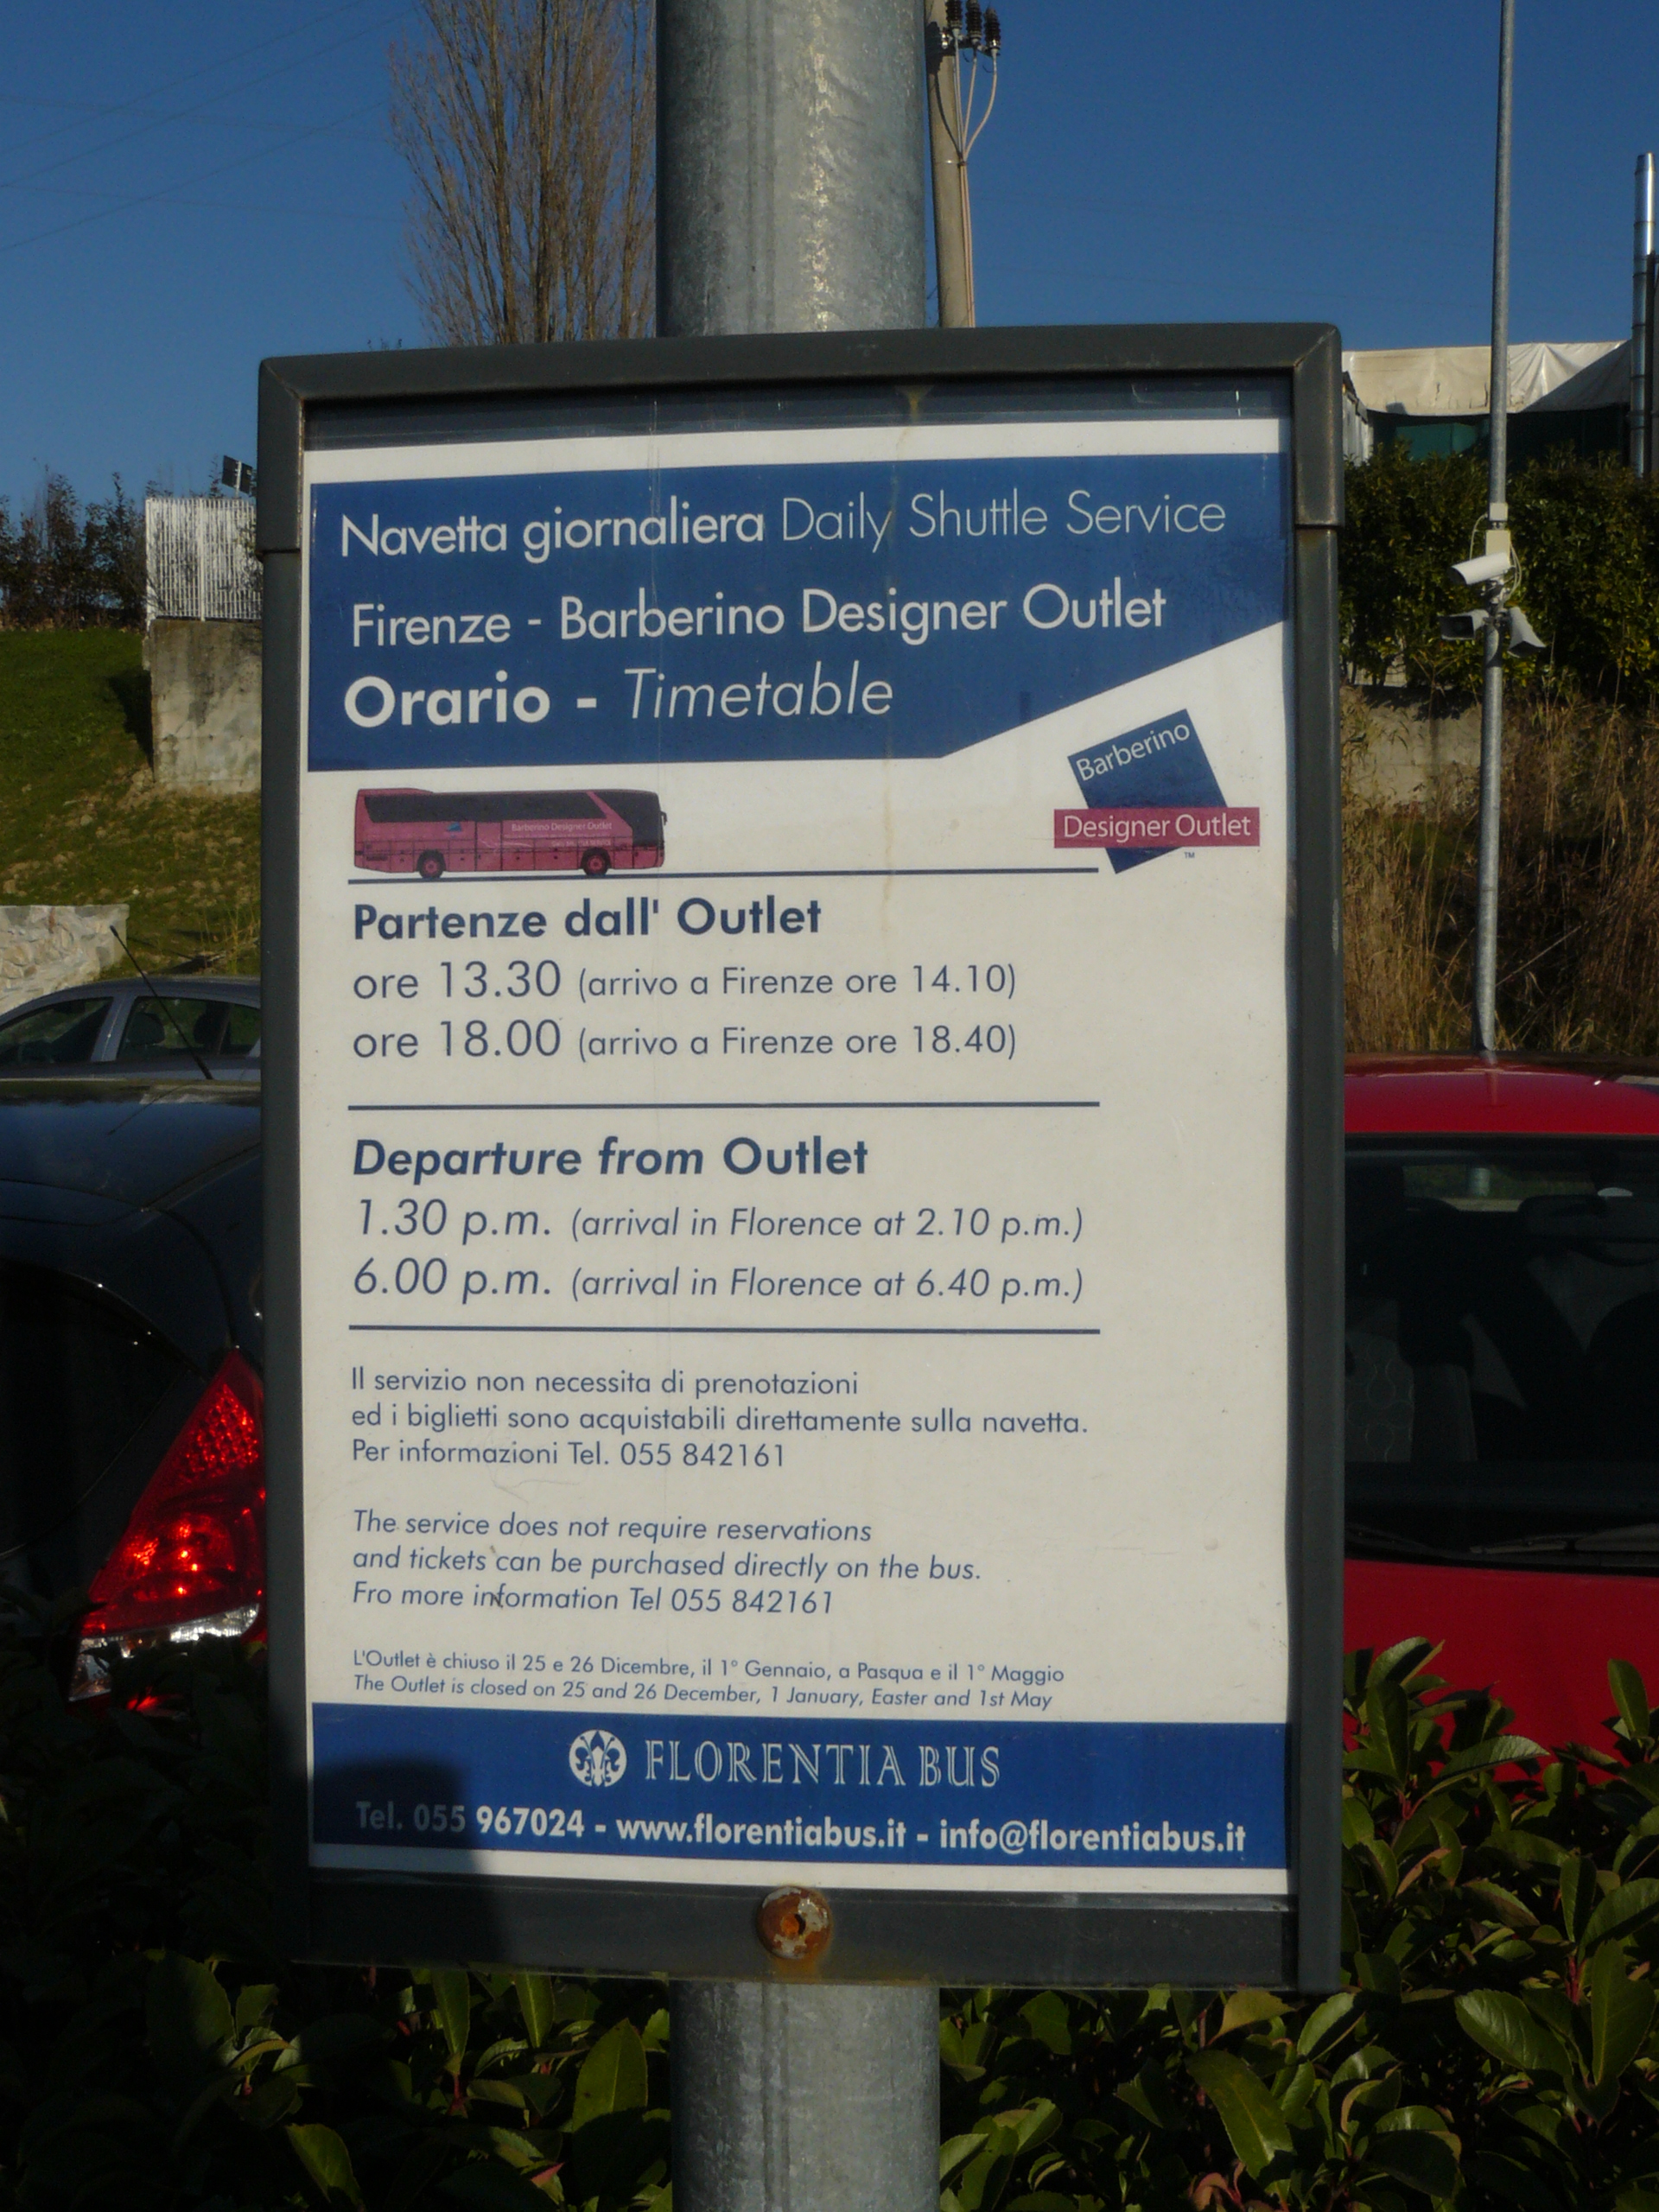 Navetta giornaliera Daily Shuttle Service
Firenze - Barberino Designer Outlet
Orario - Timetable
Barberino
Designer Outlet
TM
Barberino Designer Outlet
Partenze dall' Outlet
ore 13.30 (arrivo a Firenze ore 14.10)
ore 18.00 (arrivo a Firenze ore 18.40)
Departure from Outlet
1.30 p.m. (arrival in Florence at 2.10 p.m.)
6.00 p.m. (arrival in Florence at 6.40 p.m.)
Il servizio non necessita di prenotazioni
ed i biglietti sono acquistabili direttamente sulla navetta.
Per informazioni Tel. 055 842161
The service does not require reservations
and tickets can be purchased directly on the bus.
Fro more information Tel 055 842161
L'Outlet è chiuso il 25 e 26 Dicembre, il 1° Gennaio, a Pasqua e il 1° Maggio
The Outlet is closed on 25 and 26 December, 1 January, Easter and 1st May
FLORENTIA BUS
Tel. 055 967024 - www.florentiabus.it - info@florentiabus.it